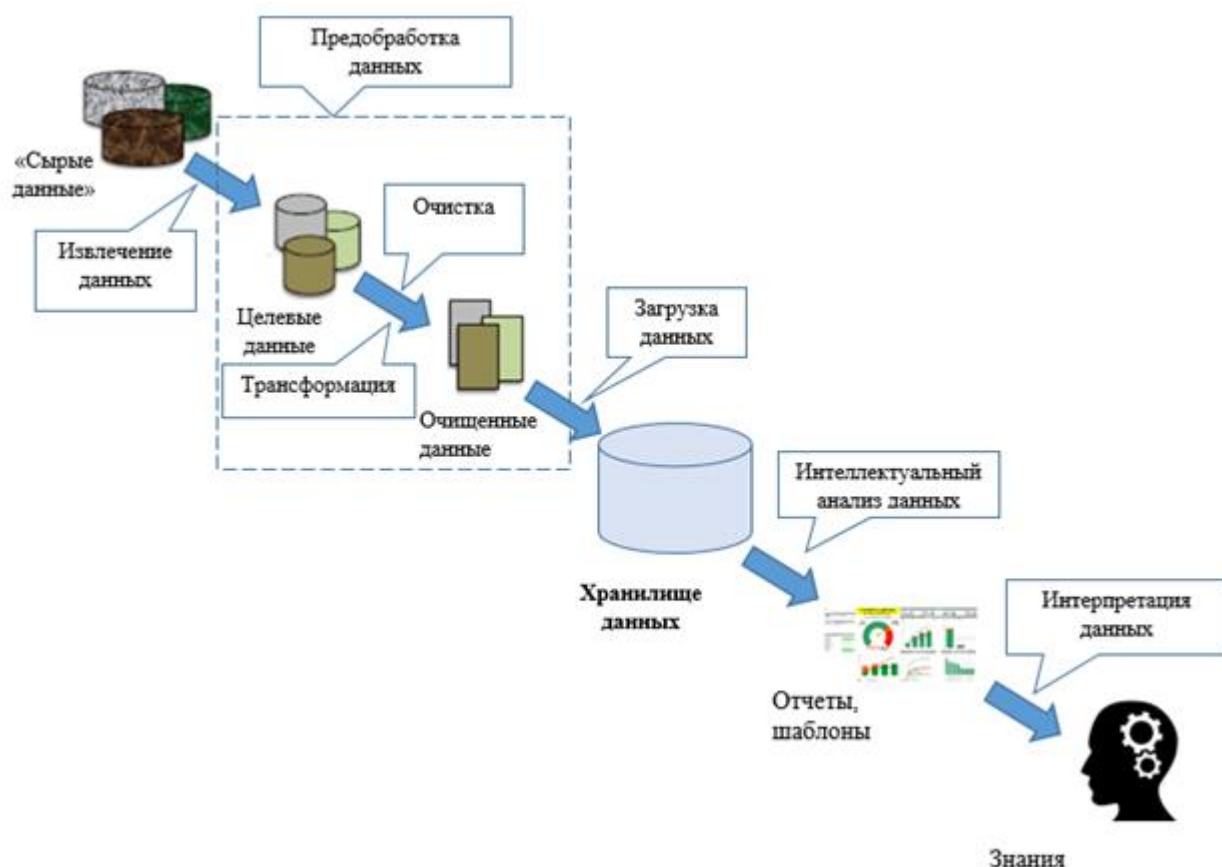 Предобработка
данных
«Сырые
данные»
Извлечение
данных
Очистка
Целевые
данные
Трансформация
Загрузка
данных
Очищенные
данные
Интеллектуальный
анализ данных
Хранилище
данных
Интерпретация
данных
Отчеты,
шаблоны
Знания